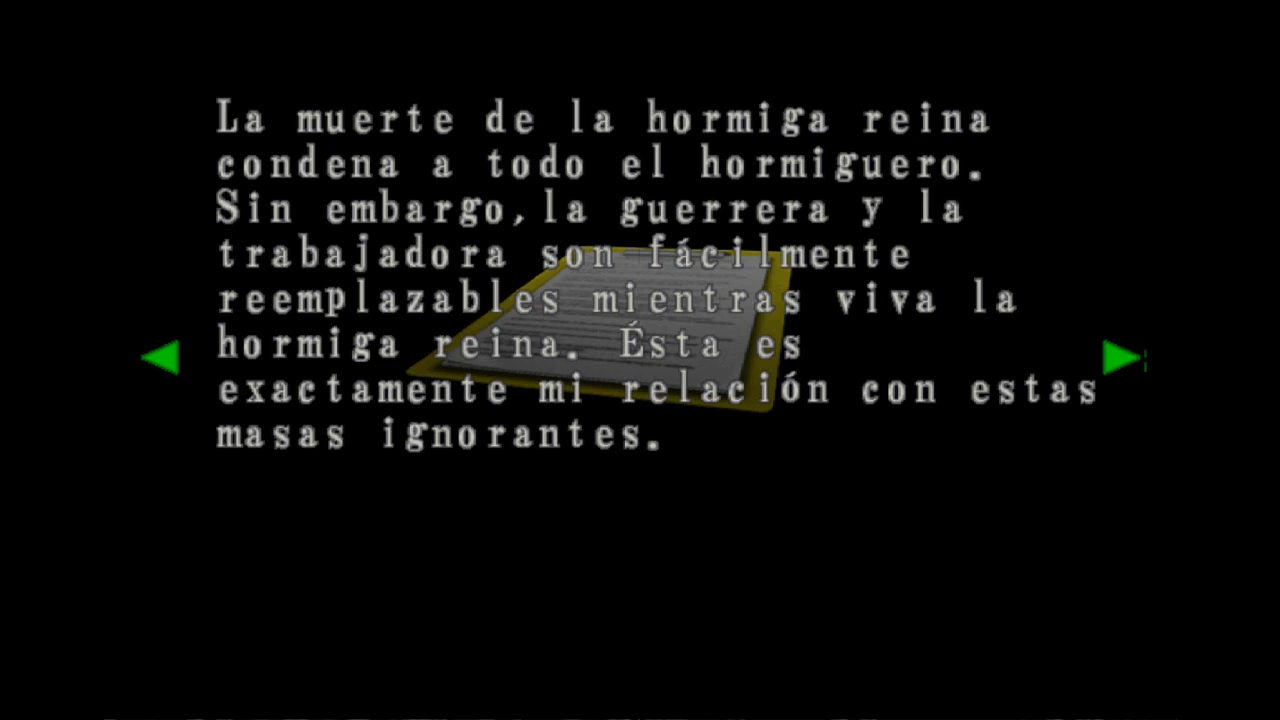 La muerte de la hormiga reina
condena a todo el hormiguero.
Sin embargo,la guerrera y la
trabajadora son fácilmente
reemplazables mientras viva la
hormiga reina. Ésta es
exactamente mi relación con estas
masas ignorantes.